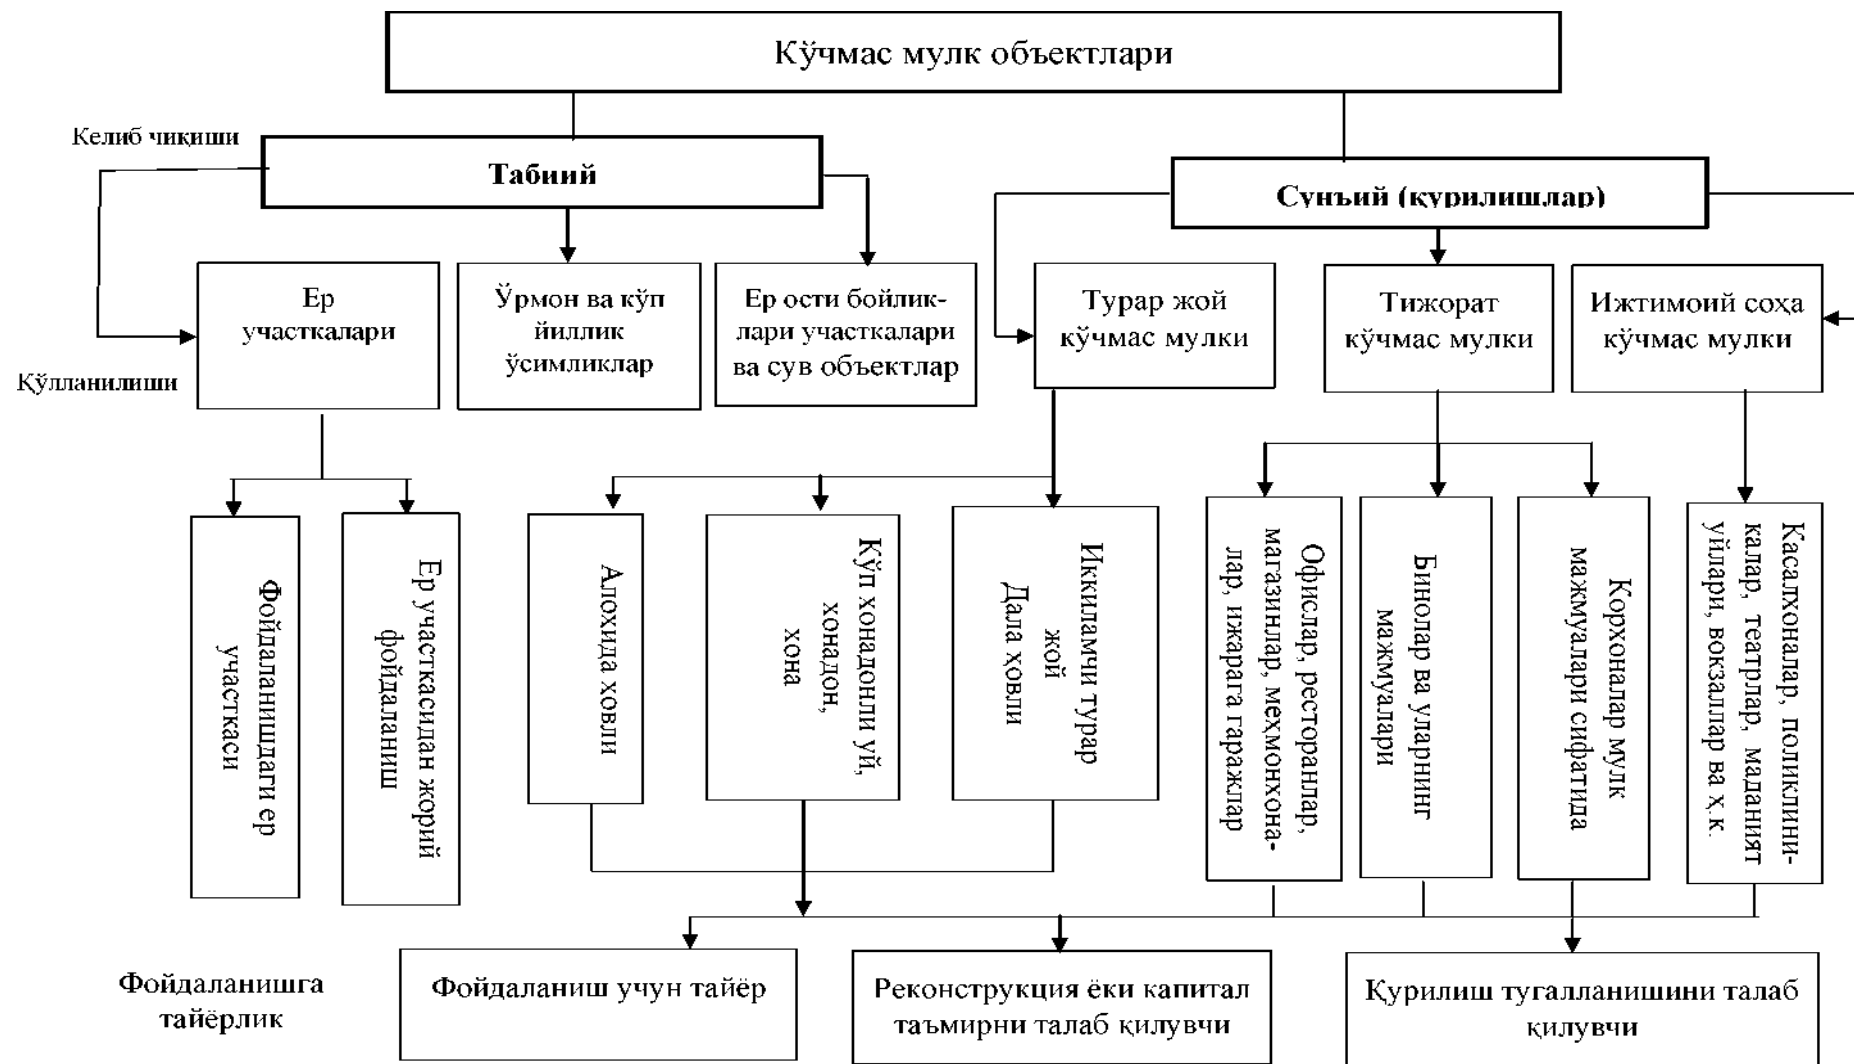 Кўчмас мулк объектлари
Келиб чиқиши
Табиий
Сунъий (қурилишлар)
Ер
участкалари
Ўрмон ва кўп
йиллик
ўсимликлар
Ер ости бойлик-
лари участкалари
ва сув объектлар
Турар жой
кўчмас мулки
Тижорат
кўчмас мулки
Ижтимоий соҳа
кўчмас мулки
Қўлланилиши
Фойдаланишдаги ер
участкаси
Ер участкасидан жорий
фойдаланиш
Алохида ҳовли
Кўп хонадонли уй,
хонадон,
хона
Иккиламчи турар
жой
Дала ҳовли
Офислар, ресторанлар,
магазинлар, меҳмонхона-
лар, ижарага гаражлар
Бинолар ва уларнинг
мажмуалари
Корхоналар мулк
мажмуалари сифатида
Касалхоналар, поликлини-
калар, театрлар, маданият
уйлари, вокзаллар ва ҳ.к.
Фойдаланишга
тайёрлик
Фойдаланиш учун тайёр
Реконструкция ёки капитал
таъмирни талаб қилувчи
Қурилиш тугалланишини талаб
қилувчи